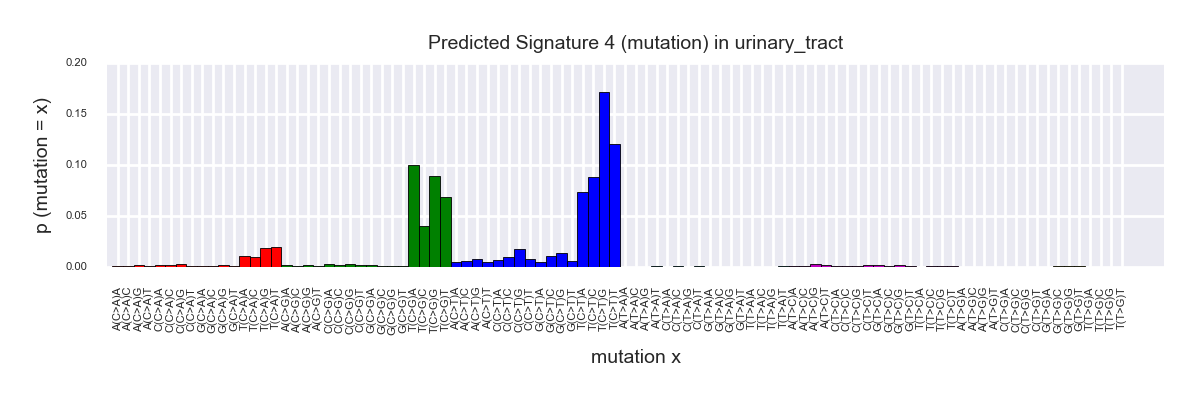 Predicted Signature 4 (mutation) in urinary_tract
p (mutation = x)
0.20
0.15
0.10
0.05
0.00
A(C>A)A
A(C>A)C
A(C>A)G
A(C>A)T
C(C>A)A
C(C>A)C
C(C>A)G
C(C>A)T
G(C>A)A
G(C>A)C
G(C>A)G
G(C>A)T
T(C>A)A
T(C>A)C
T(C>A)G
T(C>A)T
A(C>G)A
A(C>G)C
A(C>G)G
A(C>G)T
C(C>G)A
C(C>G)C
C(C>G)G
C(C>G)T
G(C>G)A
G(C>G)C
G(C>G)G
G(C>G)T
T(C>G)A
T(C>G)C
T(C>G)G
T(C>G)T
A(C>T)A
A(C>T)C
A(C>T)G
A(C>T)T
C(C>T)A
C(C>T)C
C(C>T)G
C(C>T)T
G(C>T)A
G(C>T)C
G(C>T)G
G(C>T)T
T(C>T)A
T(C>T)C
T(C>T)G
T(C>T)T
A(T>A)A
A(T>A)C
A(T>A)G
A(T>A)T
C(T>A)A
C(T>A)C
C(T>A)G
C(T>A)T
G(T>A)A
G(T>A)C
G(T>A)G
G(T>A)T
T(T>A)A
T(T>A)C
T(T>A)G
T(T>A)T
A(T>C)A
A(T>C)C
A(T>C)G
A(T>C)T
C(T>C)A
C(T>C)C
C(T>C)G
C(T>C)T
G(T>C)A
G(T>C)C
G(T>C)G
G(T>C)T
T(T>C)A
T(T>C)C
T(T>C)G
T(T>C)T
A(T>G)A
A(T>G)C
A(T>G)G
A(T>G)T
C(T>G)A
C(T>G)C
C(T>G)G
C(T>G)T
G(T>G)A
G(T>G)C
G(T>G)G
G(T>G)T
T(T>G)A
T(T>G)C
T(T>G)G
T(T>G)T
mutation x